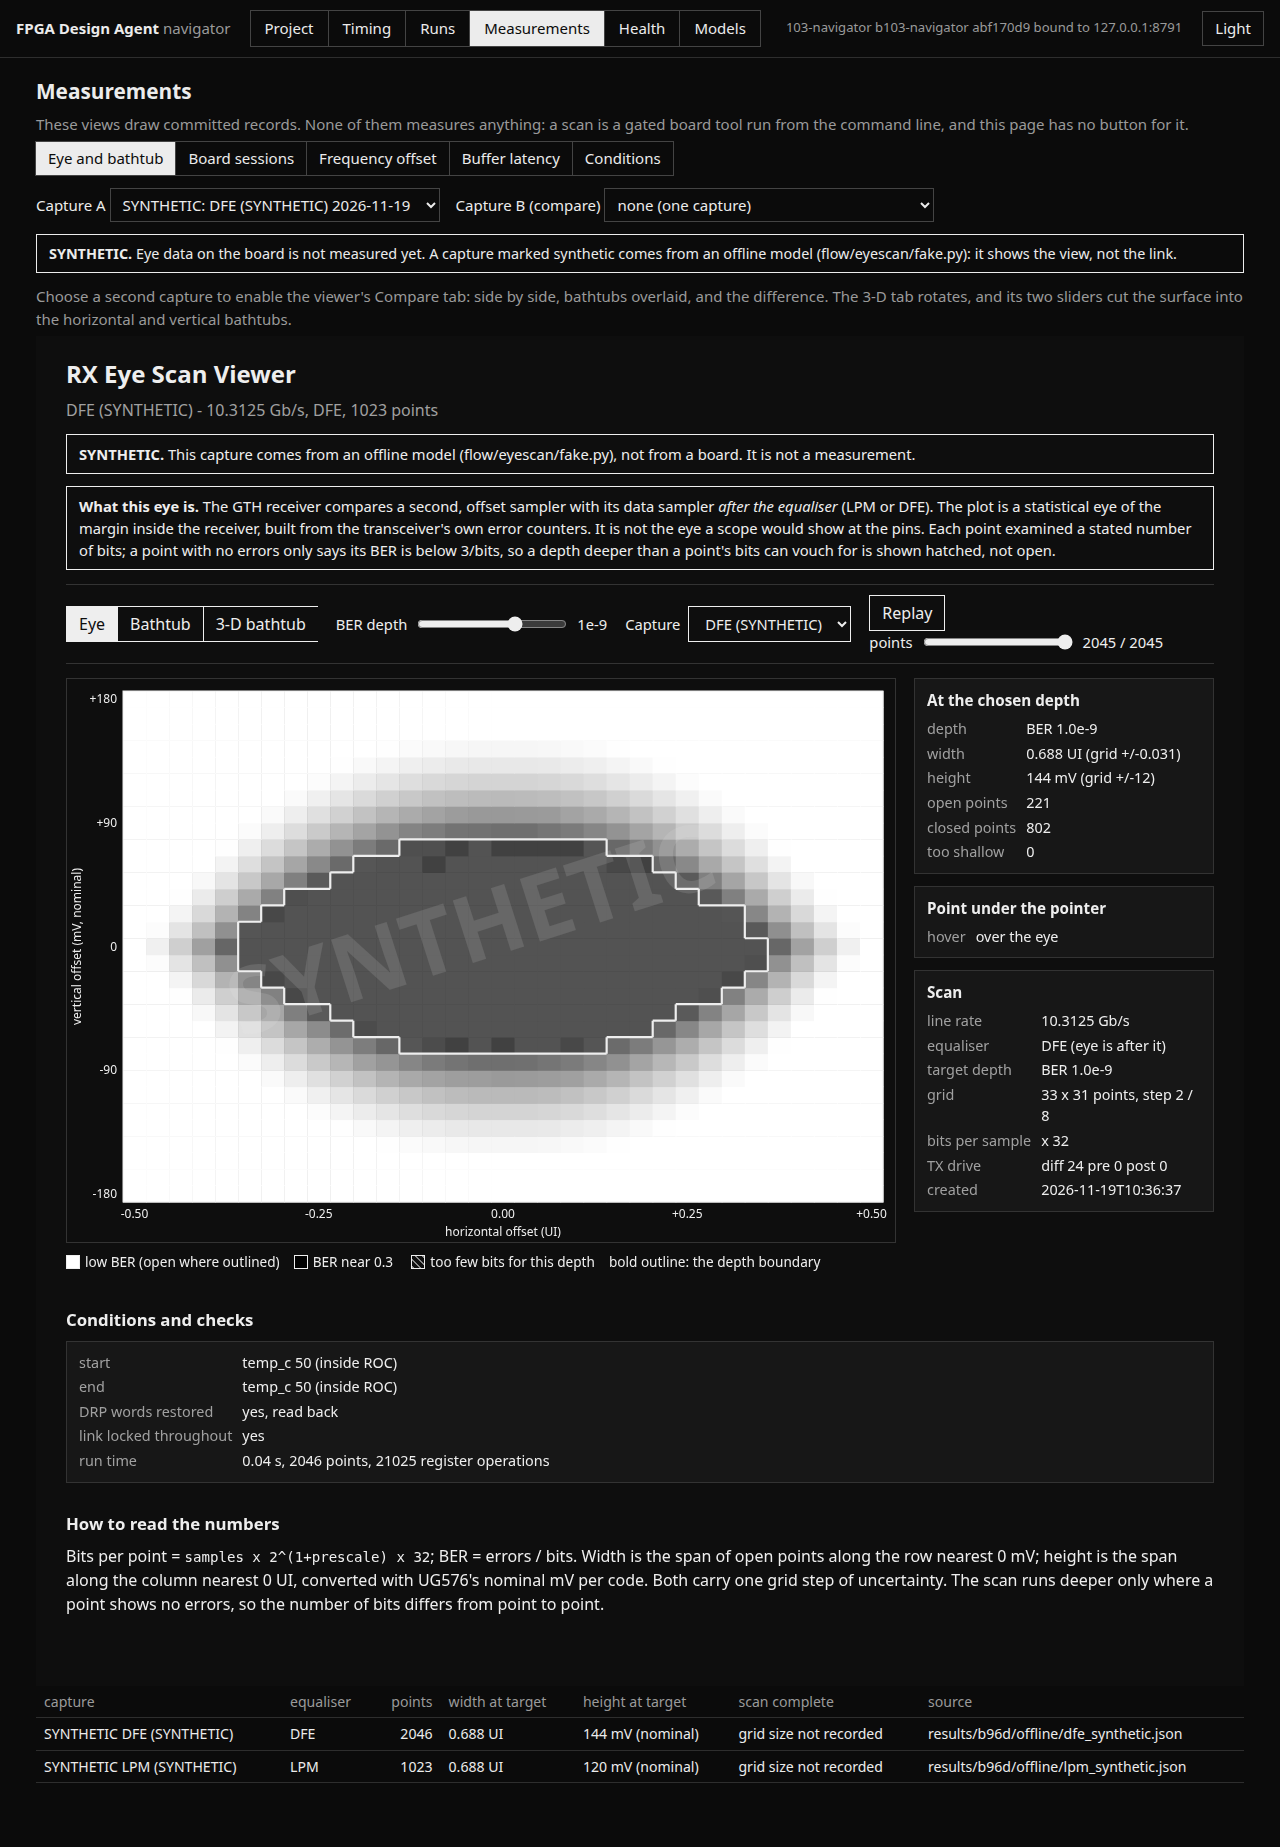 FPGA Design Agent navigator
Project Timing Runs Measurements Health Models
103-navigator b103-navigator abf170d9 bound to 127.0.0.1:8791
Light
Measurements
These views draw committed records. None of them measures anything: a scan is a gated board tool run from the command line, and this page has no button for it.
Eye and bathtub Board sessions Frequency offset Buffer latency Conditions
Capture A SYNTHETIC: DFE (SYNTHETIC) 2026-11-19 Capture B (compare) none (one capture)
SYNTHETIC. Eye data on the board is not measured yet. A capture marked synthetic comes from an offline model (flow/eyescan/fake.py): it shows the view, not the link.
Choose a second capture to enable the viewer's Compare tab: side by side, bathtubs overlaid, and the difference. The 3-D tab rotates, and its two sliders cut the surface into
the horizontal and vertical bathtubs.
RX Eye Scan Viewer
DFE (SYNTHETIC) - 10.3125 Gb/s, DFE, 1023 points
SYNTHETIC. This capture comes from an offline model (flow/eyescan/fake.py), not from a board. It is not a measurement.
What this eye is. The GTH receiver compares a second, offset sampler with its data sampler after the equaliser (LPM or DFE). The plot is a statistical eye of the
margin inside the receiver, built from the transceiver's own error counters. It is not the eye a scope would show at the pins. Each point examined a stated number
of bits; a point with no errors only says its BER is below 3/bits, so a depth deeper than a point's bits can vouch for is shown hatched, not open.
Eye Bathtub 3-D bathtub BER depth 1e-9 Capture DFE (SYNTHETIC) Replay
points 2045 / 2045
+180
+90
0
-90
-180
vertical offset (mV, nominal)
SYNTHETIC
-0.50 -0.25 0.00 +0.25 +0.50
horizontal offset (UI)
low BER (open where outlined) BER near 0.3 too few bits for this depth bold outline: the depth boundary
At the chosen depth
depth BER 1.0e-9
width 0.688 UI (grid +/-0.031)
height 144 mV (grid +/-12)
open points 221
closed points 802
too shallow 0
Point under the pointer
hover over the eye
Scan
line rate 10.3125 Gb/s
equaliser DFE (eye is after it)
target depth BER 1.0e-9
grid 33 x 31 points, step 2 /
8
bits per sample x 32
TX drive diff 24 pre 0 post 0
created 2026-11-19T10:36:37
Conditions and checks
start temp_c 50 (inside ROC)
end temp_c 50 (inside ROC)
DRP words restored yes, read back
link locked throughout yes
run time 0.04 s, 2046 points, 21025 register operations
How to read the numbers
Bits per point = samples x 2^(1+prescale) x 32; BER = errors / bits. Width is the span of open points along the row nearest 0 mV; height is the span
along the column nearest 0 UI, converted with UG576's nominal mV per code. Both carry one grid step of uncertainty. The scan runs deeper only where a
point shows no errors, so the number of bits differs from point to point.
capture equaliser points width at target height at target scan complete source
SYNTHETIC DFE (SYNTHETIC) DFE 2046 0.688 UI 144 mV (nominal) grid size not recorded results/b96d/offline/dfe_synthetic.json
SYNTHETIC LPM (SYNTHETIC) LPM 1023 0.688 UI 120 mV (nominal) grid size not recorded results/b96d/offline/lpm_synthetic.json